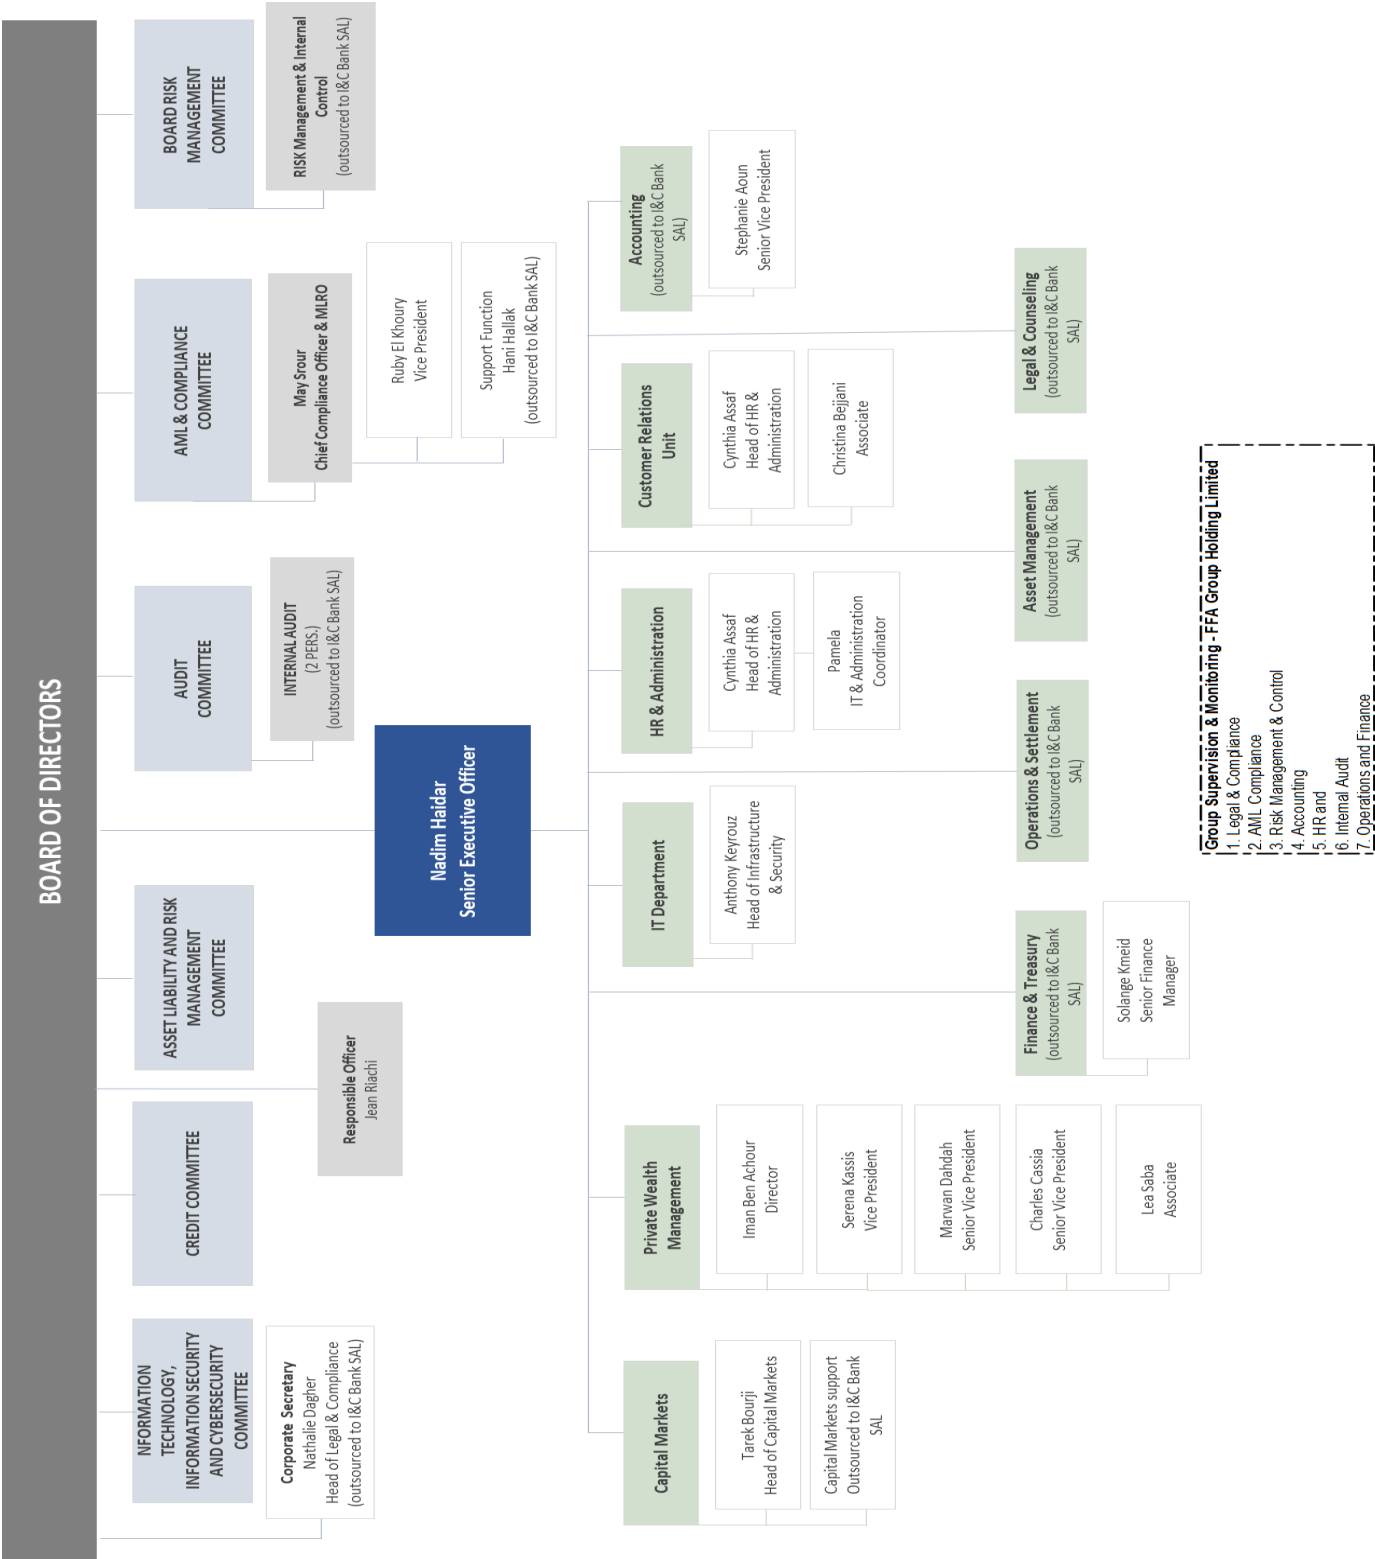 BOARD OF DIRECTORS
NFORMATION
TECHNOLOGY,
INFORMATION SECURITY
AND CYBERSECURITY
COMMITTEE
CREDIT COMMITTEE
ASSET LIABILITY AND RISK
MANAGEMENT
COMMITTEE
AUDIT
COMMITTEE
AML & COMPLIANCE
COMMITTEE
BOARD RISK
MANAGEMENT
COMMITTEE
Corporate Secretary
Nathalie Dagher
Head of Legal & Compliance
(outsourced to I&C Bank SAL)
Responsible Officer
Jean Riachi
INTERNAL AUDIT
(2 PERS.)
(outsourced to I&C Bank SAL)
May Srour
Chief Compliance Officer & MLRO
Ruby El Khoury
Vice President
Support Function
Hani Hallak
(outsourced to I&C Bank SAL)
RISK Management & Internal
Control
(outsourced to I&C Bank SAL)
Nadim Haidar
Senior Executive Officer
Capital Markets
Tarek Bourji
Head of Capital Markets
Capital Markets support
Outsourced to I&C Bank
SAL
Private Wealth
Management
Iman Ben Achour
Director
Serena Kassis
Vice President
Marwan Dahdah
Senior Vice President
Charles Cassia
Senior Vice President
Lea Saba
Associate
IT Department
Anthony Keyrouz
Head of Infrastructure
& Security
HR & Administration
Cynthia Assaf
Head of HR &
Administration
Pamela
IT & Administration
Coordinator
Customer Relations
Unit
Cynthia Assaf
Head of HR &
Administration
Christina Bejjani
Associate
Accounting
(outsourced to I&C Bank
SAL)
Stephanie Aoun
Senior Vice President
Finance & Treasury
(outsourced to I&C Bank
SAL)
Solange Kmeid
Senior Finance
Manager
Operations & Settlement
(outsourced to I&C Bank
SAL)
Asset Management
(outsourced to I&C Bank
SAL)
Legal & Counseling
(outsourced to I&C Bank
SAL)
Group Supervision & Monitoring - FFA Group Holding Limited
1. Legal & Compliance
2. AML Compliance
3. Risk Management & Control
4. Accounting
5. HR and
6. Internal Audit
7. Operations and Finance